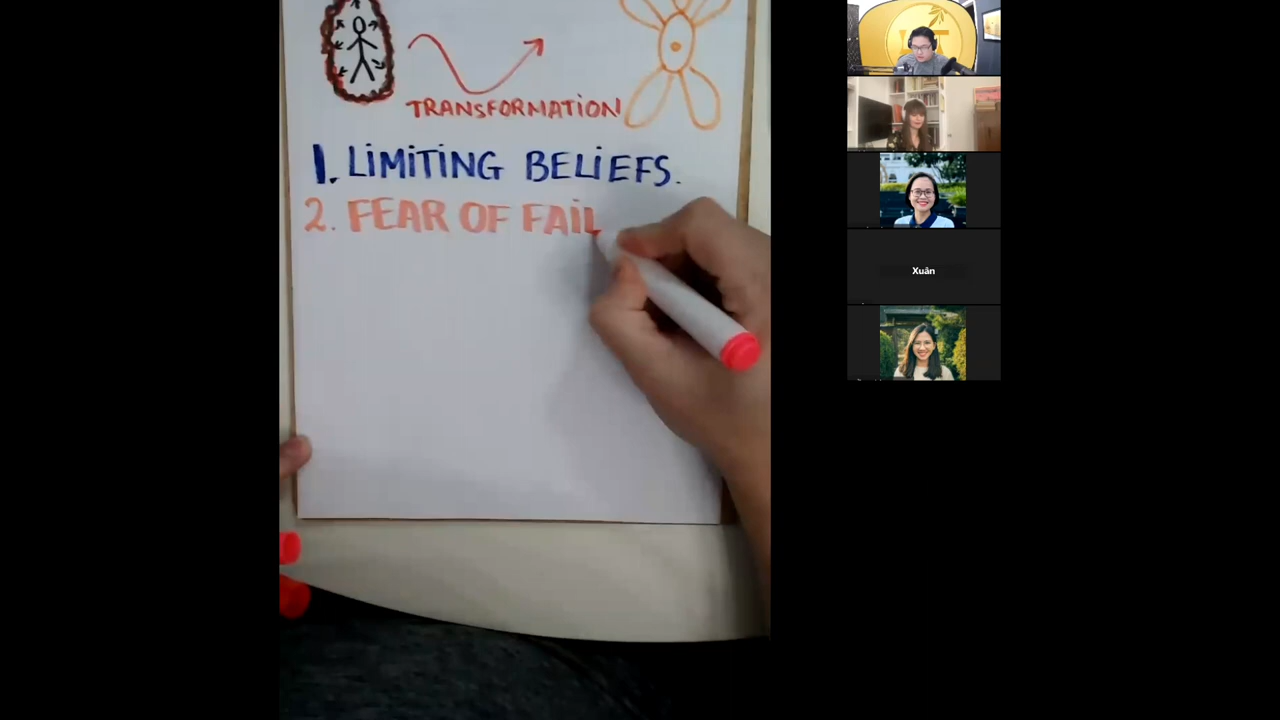 TRANSFORMATION
1. LiMiTiNG BELiEFS.
2. FEAR OF FAiL
Xuân